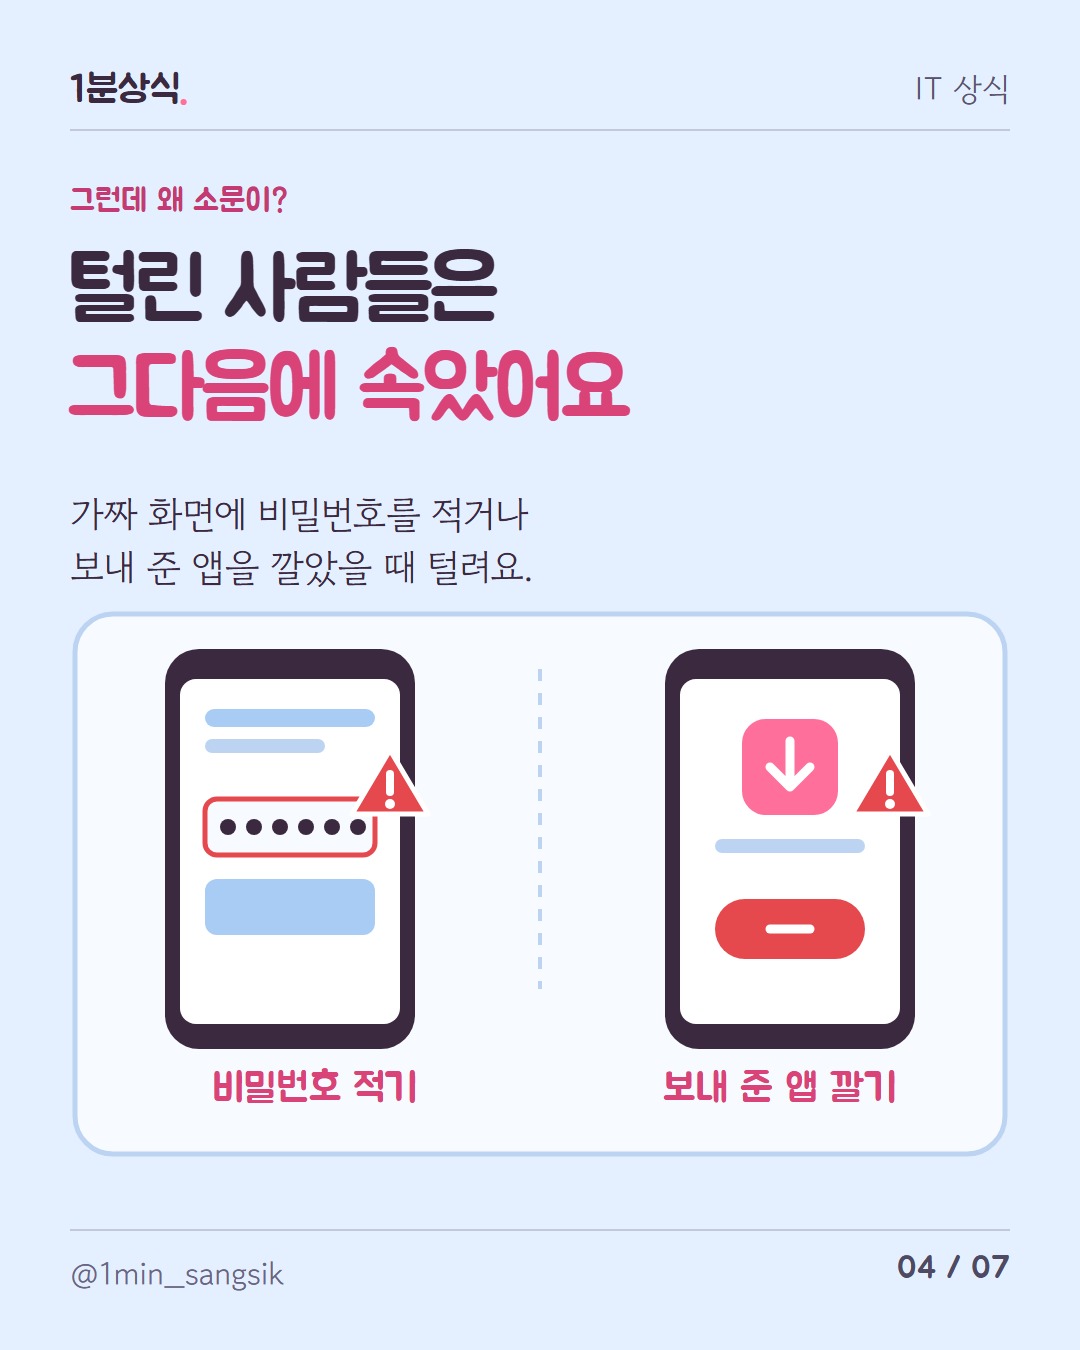 1분상식.
IT 상식
그런데 왜 소문이?
털린 사람들은
그다음에 속았어요
가짜 화면에 비밀번호를 적거나
보내 준 앱을 깔았을 때 털려요.
비밀번호 적기
보내 준 앱 깔기
@1min_sangsik
04 / 07